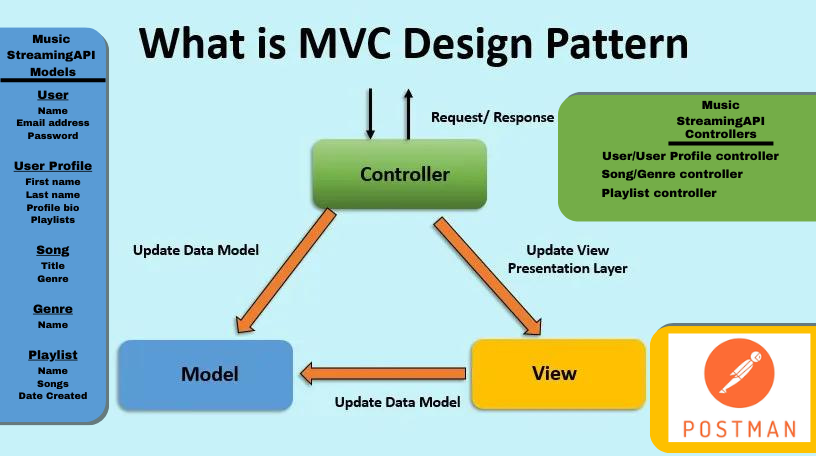 What is MVC Design Pattern
Music
StreamingAPI
Models
User
Name
Email address
Password
User Profile
First name
Last name
Profile bio
Playlists
Song
Title
Genre
Genre
Name
Playlist
Name
Songs
Date Created
Request/ Response
Controller
Music
StreamingAPI
Controllers
User/User Profile controller
Song/Genre controller
Playlist controller
Update Data Model
Update View
Presentation Layer
Model
View
Update Data Model
POSTMAN